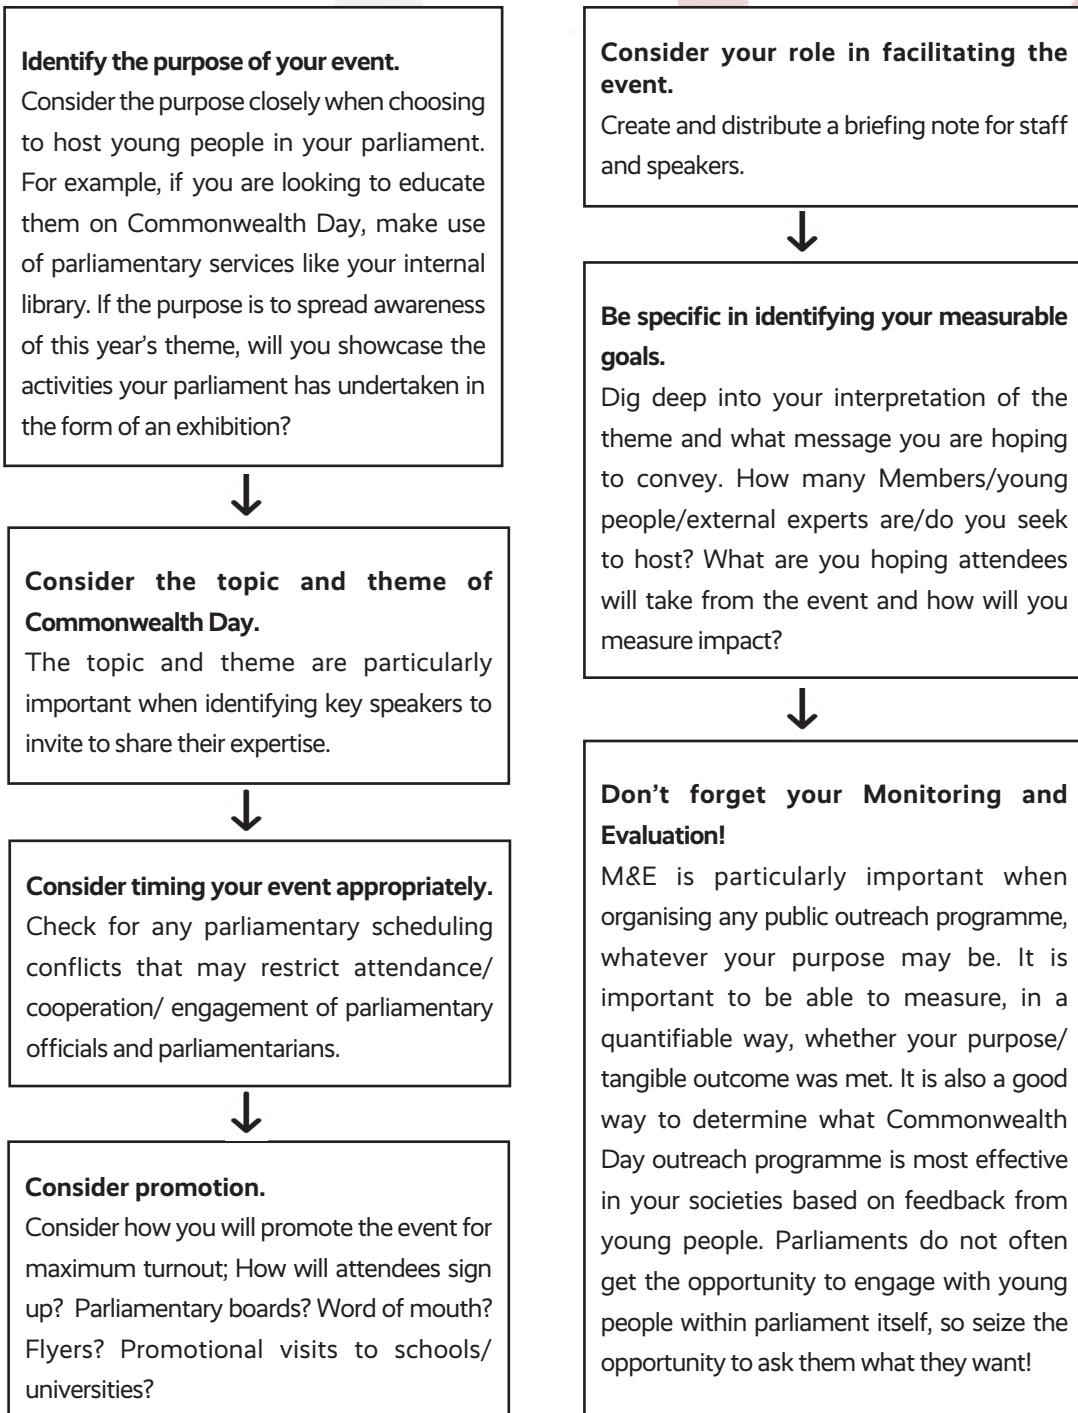 Identify the purpose of your event.
Consider the purpose closely when choosing
to host young people in your parliament.
For example, if you are looking to educate
them on Commonwealth Day, make use
of parliamentary services like your internal
library. If the purpose is to spread awareness
of this year's theme, will you showcase the
activities your parliament has undertaken in
the form of an exhibition?
Consider the topic and theme of
Commonwealth Day.
The topic and theme are particularly
important when identifying key speakers to
invite to share their expertise.
Consider timing your event appropriately.
Check for any parliamentary scheduling
conflicts that may restrict attendance/
cooperation/ engagement of parliamentary
officials and parliamentarians.
Consider promotion.
Consider how you will promote the event for
maximum turnout; How will attendees sign
up? Parliamentary boards? Word of mouth?
Flyers? Promotional visits to schools/
universities?
Consider your role in facilitating the
event.
Create and distribute a briefing note for staff
and speakers.
Be specific in identifying your measurable
goals.
Dig deep into your interpretation of the
theme and what message you are hoping
to convey. How many Members/young
people/external experts are/do you seek
to host? What are you hoping attendees
will take from the event and how will you
measure impact?
Don't forget your Monitoring and
Evaluation!
M&E is particularly important when
organising any public outreach programme,
whatever your purpose may be. It is
important to be able to measure, in a
quantifiable way, whether your purpose/
tangible outcome was met. It is also a good
way to determine what Commonwealth
Day outreach programme is most effective
in your societies based on feedback from
young people. Parliaments do not often
get the opportunity to engage with young
people within parliament itself, so seize the
opportunity to ask them what they want!